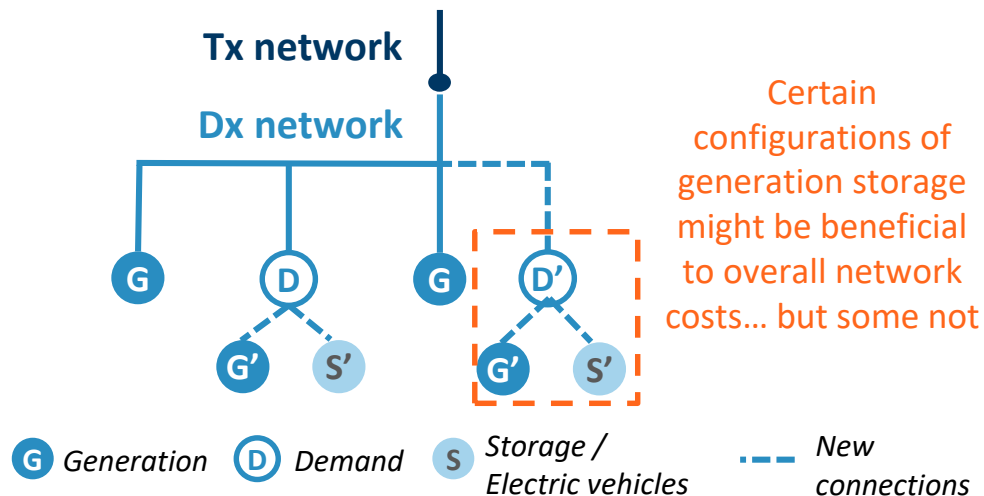 Tx network
Dx network
Certain
configurations of
generation storage
might be beneficial
to overall network
costs... but some not
G
D
G
D’
G’
S’
G’
S’
G Generation
D Demand
S Storage /
Electric vehicles
New
connections